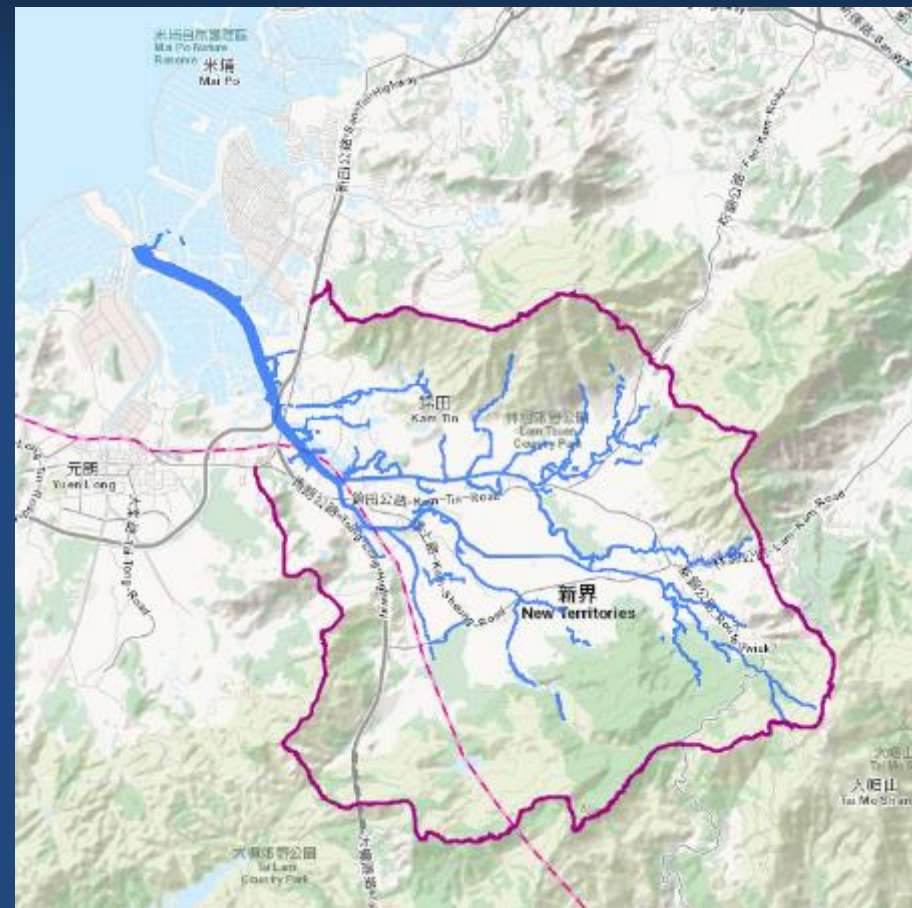 米埔自然護理區
Mai Po Nature
Reserve
米埔
Mai Po
新田公路-San-Tin-Highway
粉錦公路-Fan-Kam-Road
錦田
Kam Tin
林村郊野公園
Lam Tsuen
Country Park
元朗
Yuen Long
大棠路-Tai Tong-Road
錦田公路-Kam-Tin-Road
青朗公路-Tsing-Long-Highway
錦上路-Kam-Sheung-Road
林錦公路-Lam-Kam-Road
新界
New Territories
大欖郊野公園
Tai Lam
Country Park
大帽山
Tai Mo Shan